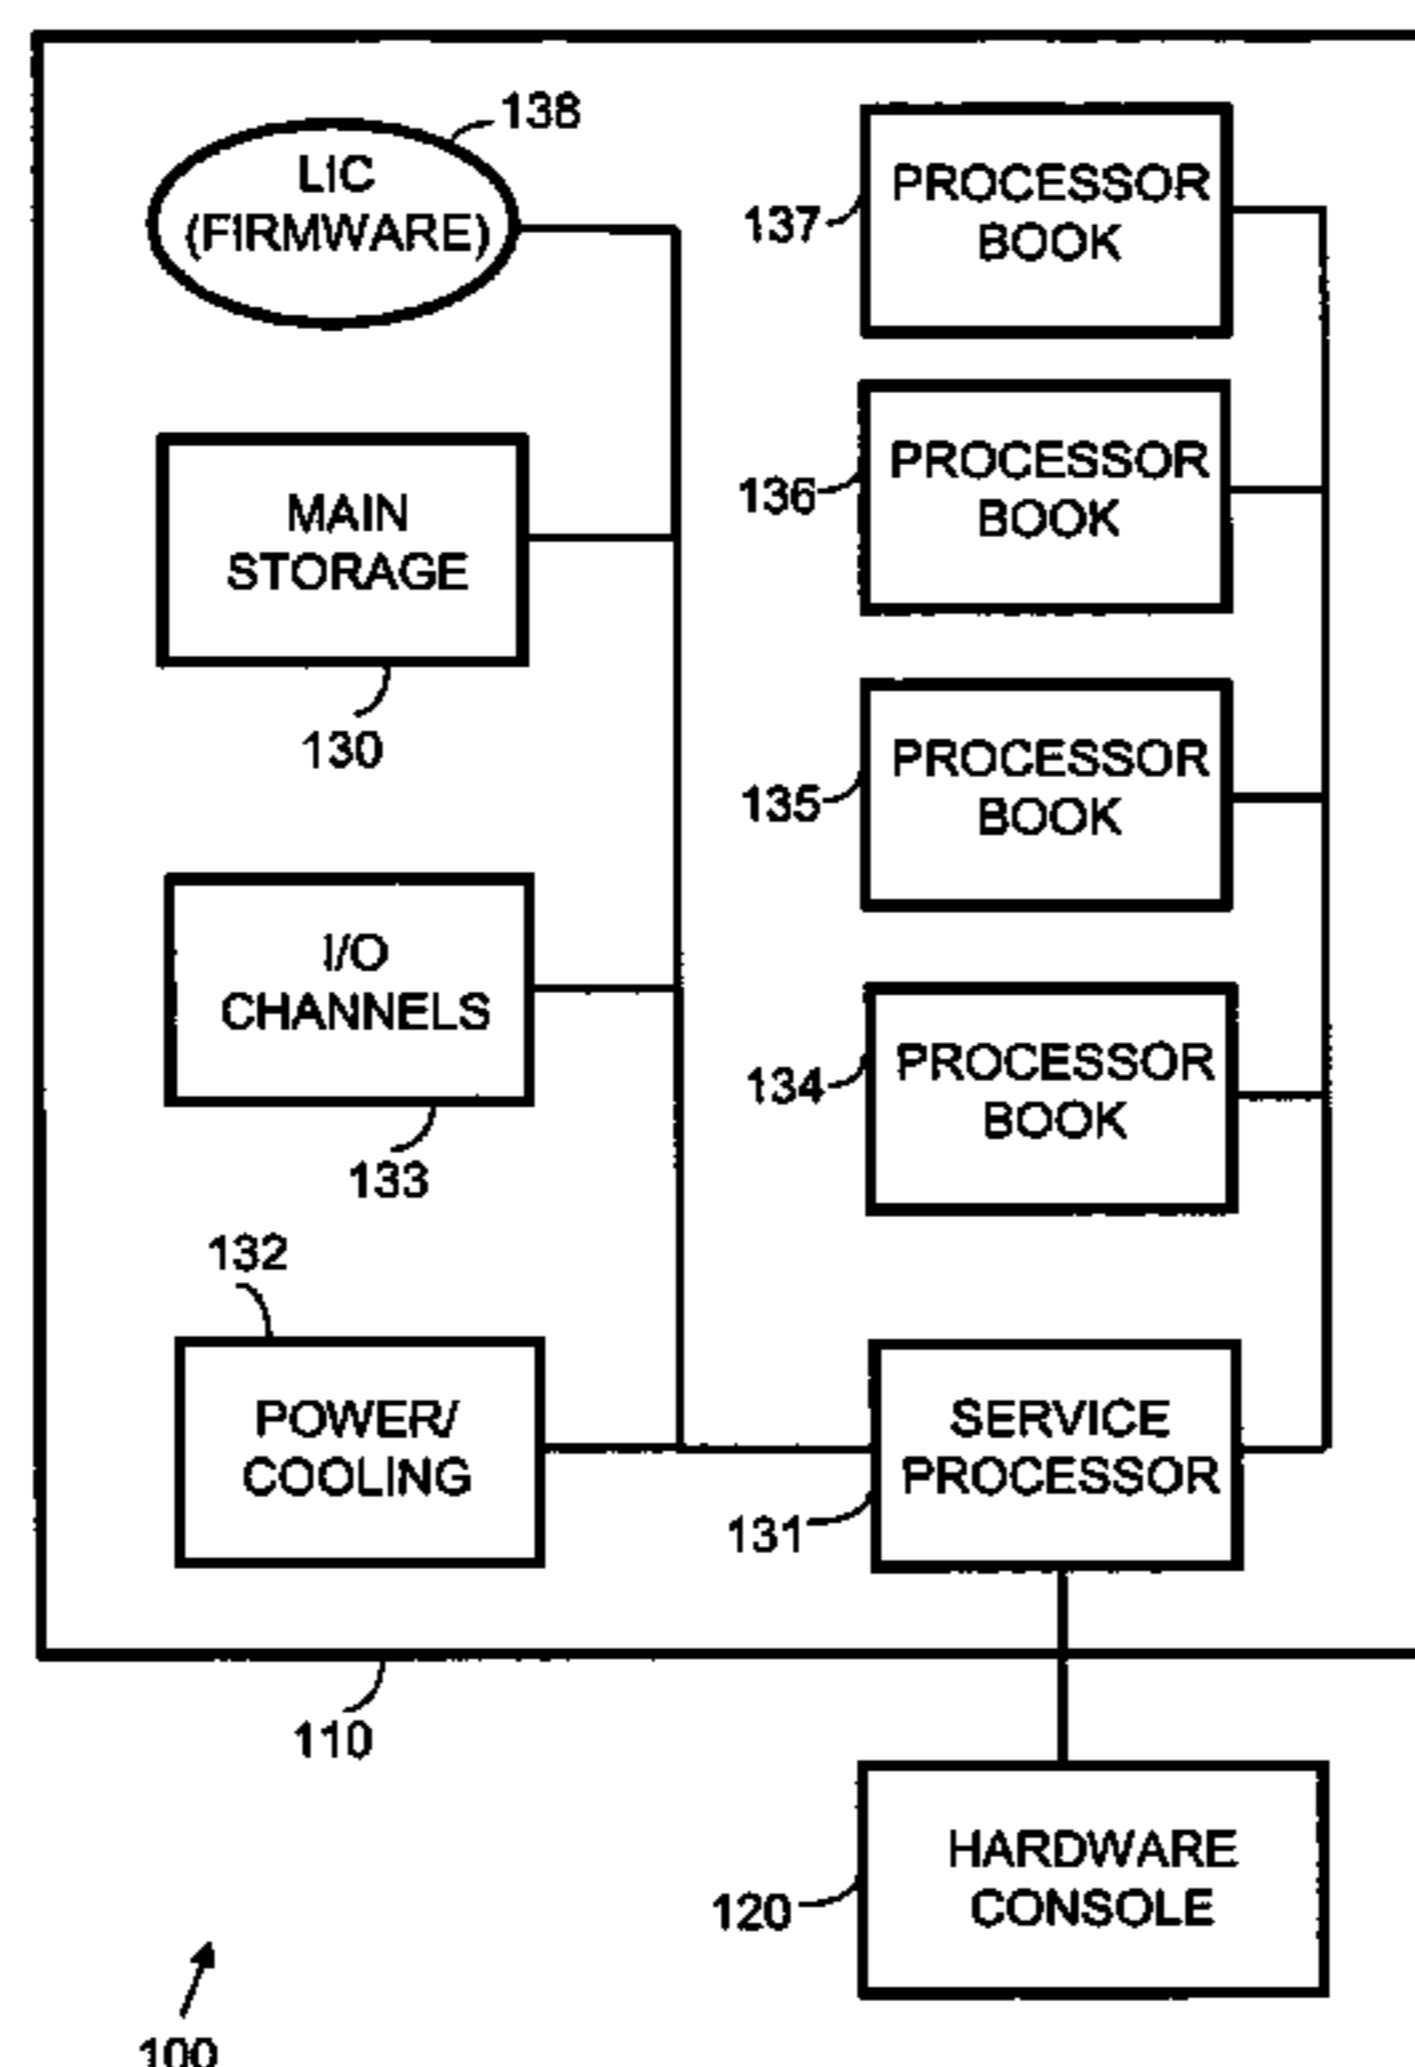 138
LIC
(FIRMWARE)
PROCESSOR
BOOK
137
PROCESSOR
BOOK
136
MAIN
STORAGE
130
PROCESSOR
BOOK
135
I/O
CHANNELS
133
PROCESSOR
BOOK
134
132
POWER/
COOLING
SERVICE
PROCESSOR
131
110
HARDWARE
CONSOLE
120
100